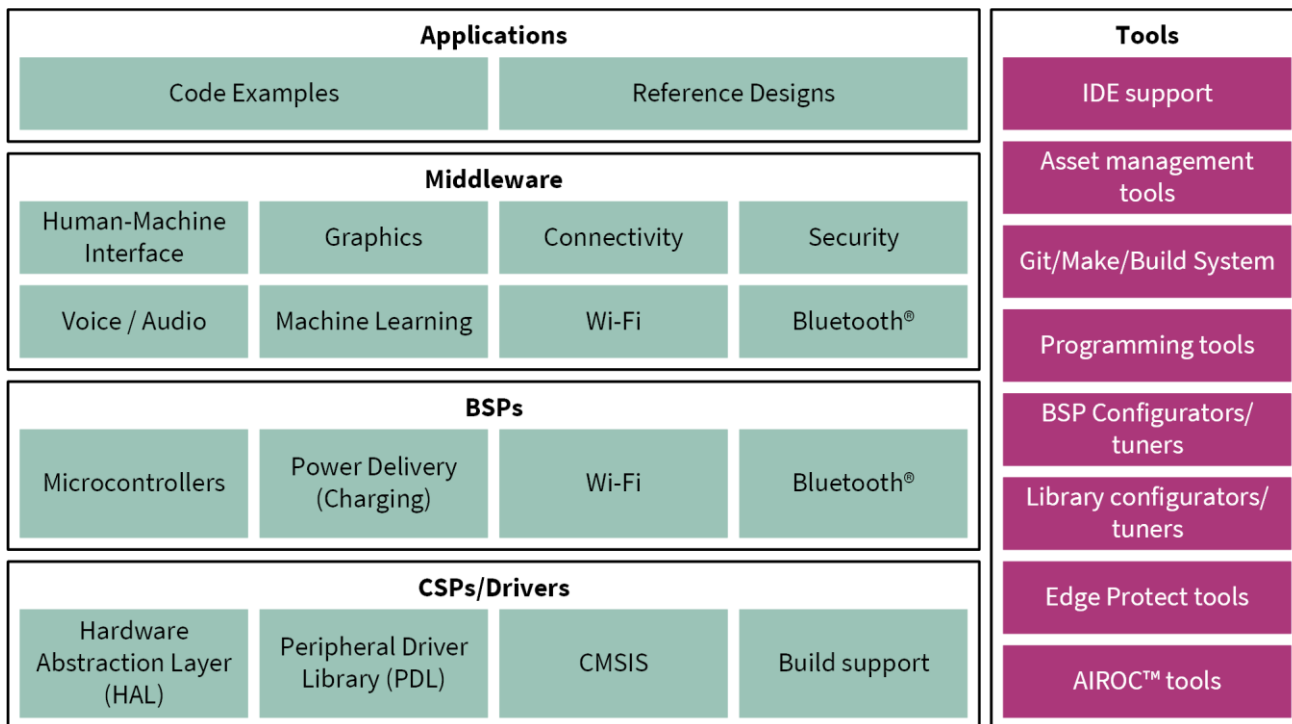 Applications
Code Examples
Reference Designs
Middleware
Human-Machine
Interface
Graphics
Connectivity
Security
Voice / Audio
Machine Learning
Wi-Fi
Bluetooth®
BSPs
Microcontrollers
Power Delivery
(Charging)
Wi-Fi
Bluetooth®
CSPs/Drivers
Hardware
Abstraction Layer
(HAL)
Peripheral Driver
Library (PDL)
CMSIS
Build support
Tools
IDE support
Asset management
tools
Git/Make/Build System
Programming tools
BSP Configurators/
tuners
Library configurators/
tuners
Edge Protect tools
AIROC™ tools